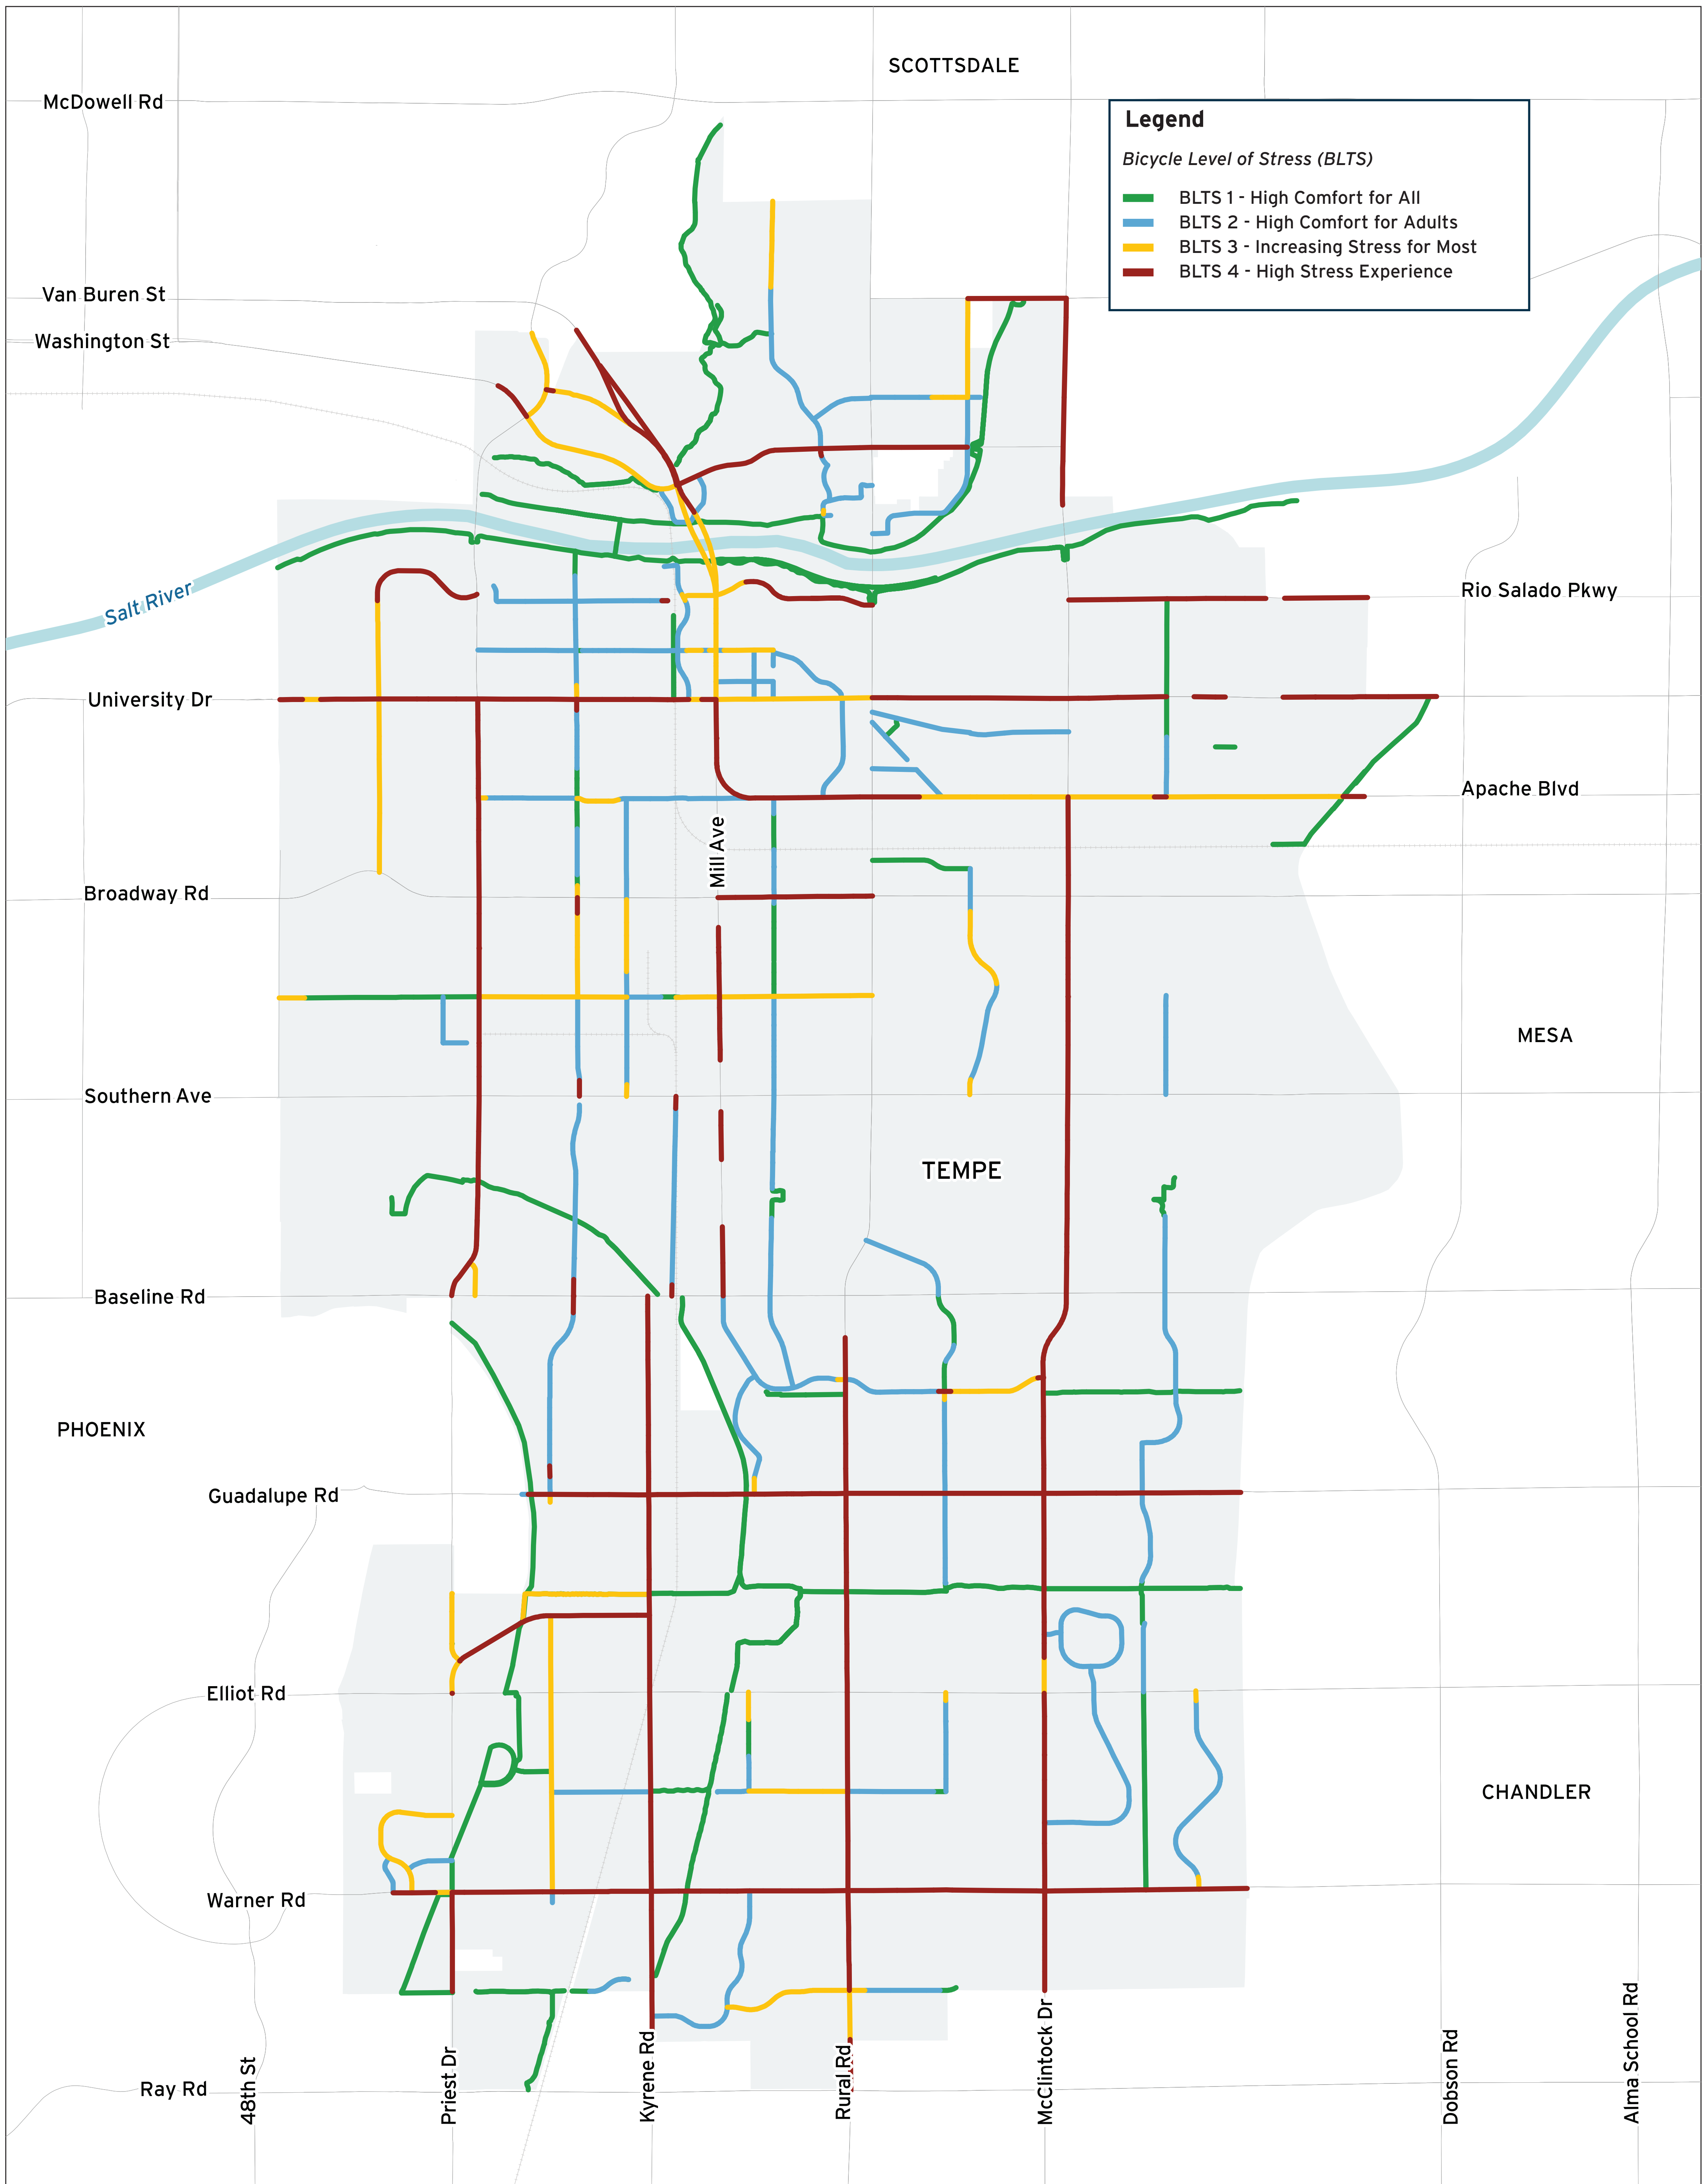 SCOTTSDALE
McDowell Rd
Legend
Bicycle Level of Stress (BLTS)
BLTS 1 - High Comfort for All
BLTS 2 - High Comfort for Adults
BLTS 3 - Increasing Stress for Most
BLTS 4 - High Stress Experience
Van Buren St
Washington St
Salt River
Rio Salado Pkwy
University Dr
Apache Blvd
Mill Ave
Broadway Rd
MESA
Southern Ave
TEMPE
Baseline Rd
PHOENIX
Guadalupe Rd
Elliot Rd
CHANDLER
Warner Rd
Ray Rd
48th St
Priest Dr
Kyrene Rd
Rural Rd
McClintock Dr
Dobson Rd
Alma School Rd